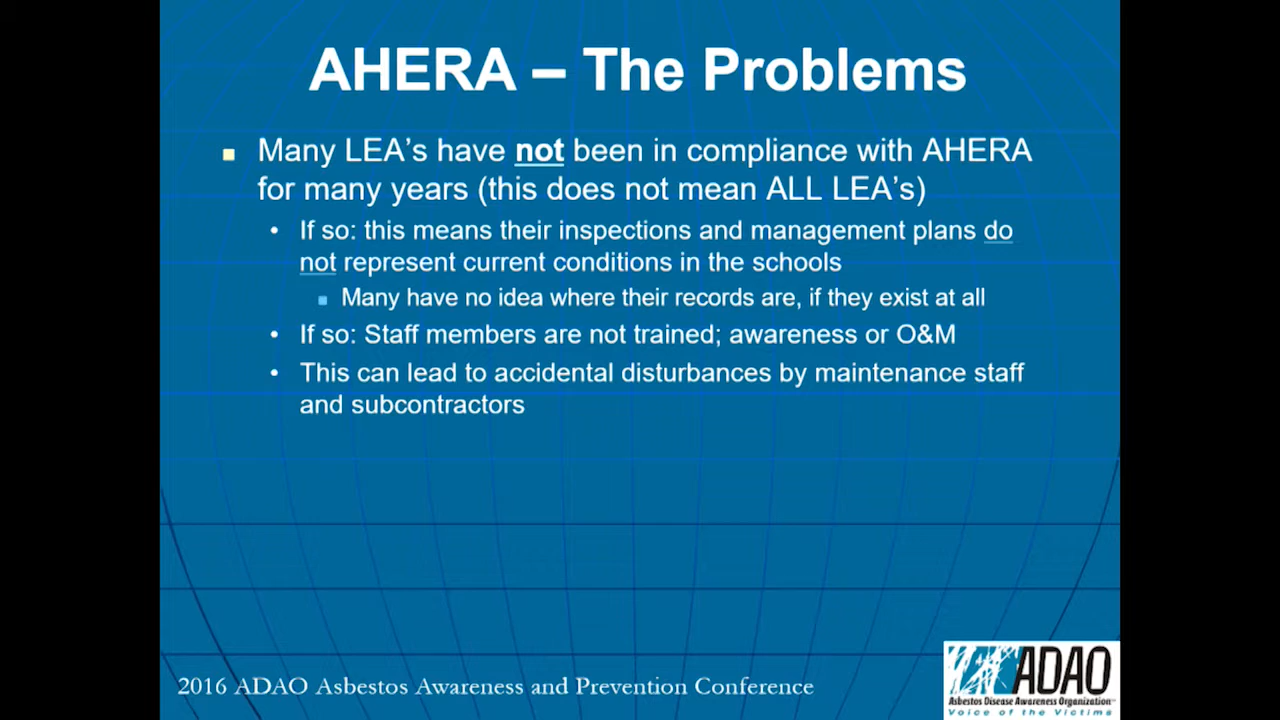 AHERA – The Problems
Many LEA’s have not been in compliance with AHERA
for many years (this does not mean ALL LEA’s)
If so: this means their inspections and management plans do
not represent current conditions in the schools
Many have no idea where their records are, if they exist at all
If so: Staff members are not trained; awareness or O&M
This can lead to accidental disturbances by maintenance staff
and subcontractors
2016 ADAO Asbestos Awareness and Prevention Conference
ADAO
Asbestos Disease Awareness Organization
Voice of the Victims